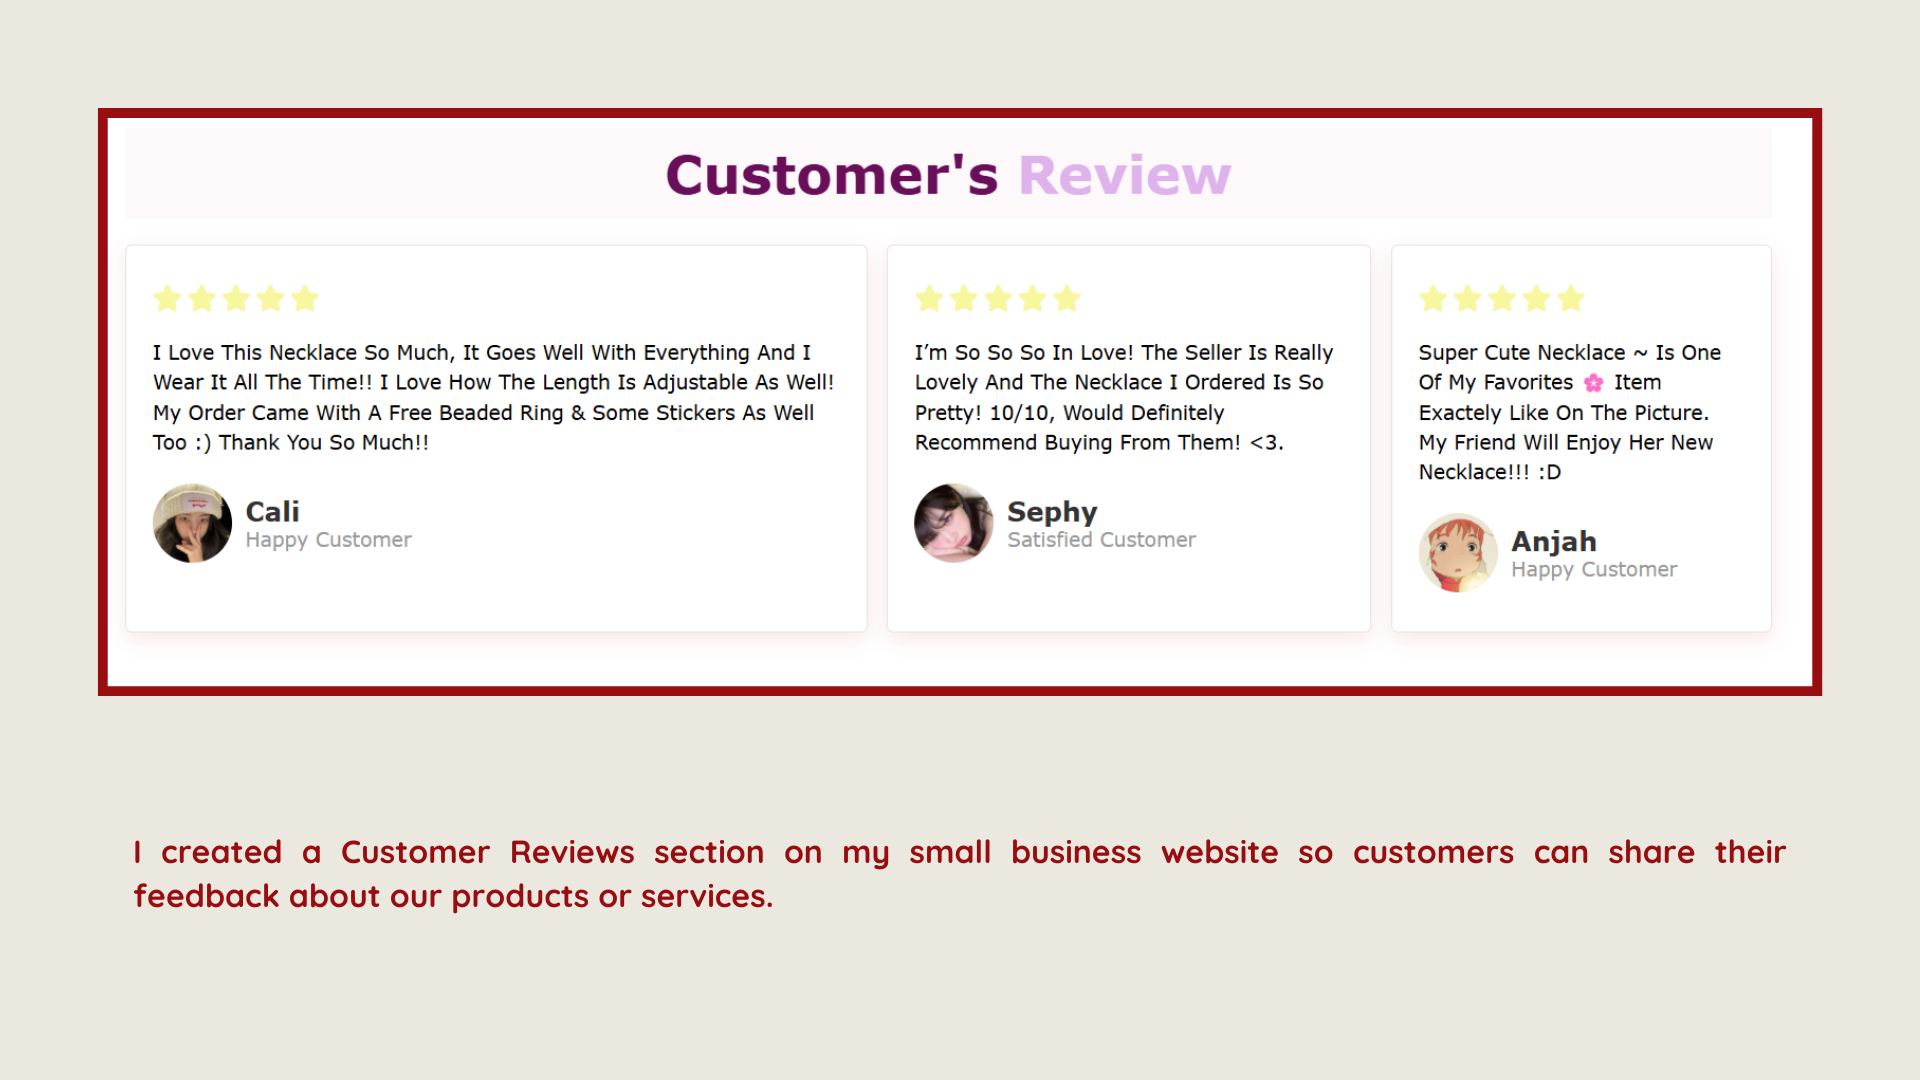 Customer's Review
I Love This Necklace So Much, It Goes Well With Everything And I
Wear It All The Time!! I Love How The Length Is Adjustable As Well!
My Order Came With A Free Beaded Ring & Some Stickers As Well
Too :) Thank You So Much!!
Cali
Happy Customer
I’m So So So In Love! The Seller Is Really
Lovely And The Necklace I Ordered Is So
Pretty! 10/10, Would Definitely
Recommend Buying From Them! <3.
Sephy
Satisfied Customer
Super Cute Necklace ~ Is One
Of My Favorites 🌸 Item
Exactely Like On The Picture.
My Friend Will Enjoy Her New
Necklace!!! :D
Anjah
Happy Customer
I created a Customer Reviews section on my small business website so customers can share their
feedback about our products or services.